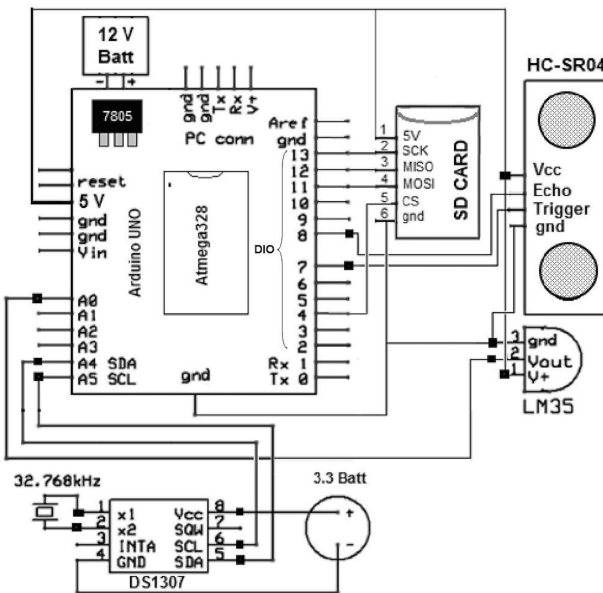 12 V
Batt
- +
7805
gnd
gnd
Tx
Rx
V+
PC conn
reset
5 V
gnd
gnd
Vin
A0
A1
A2
A3
A4 SDA
A5 SCL
Arduino UNO
Atmega328
DIO
gnd
Aref
gnd
13
12
11
10
9
8
7
6
5
4
3
2
Rx 1
Tx 0
1 5V
2 SCK
3 MISO
4 MOSI
5 CS
6 gnd
SD CARD
HC-SR04
Vcc
Echo
Trigger
gnd
3 gnd
2 Vout
1 V+
LM35
32.768kHz
1 x1
2 x2
3 INTA
4 GND
Vcc 8
SQW 7
SCL 6
SDA 5
DS1307
3.3 Batt
+
-